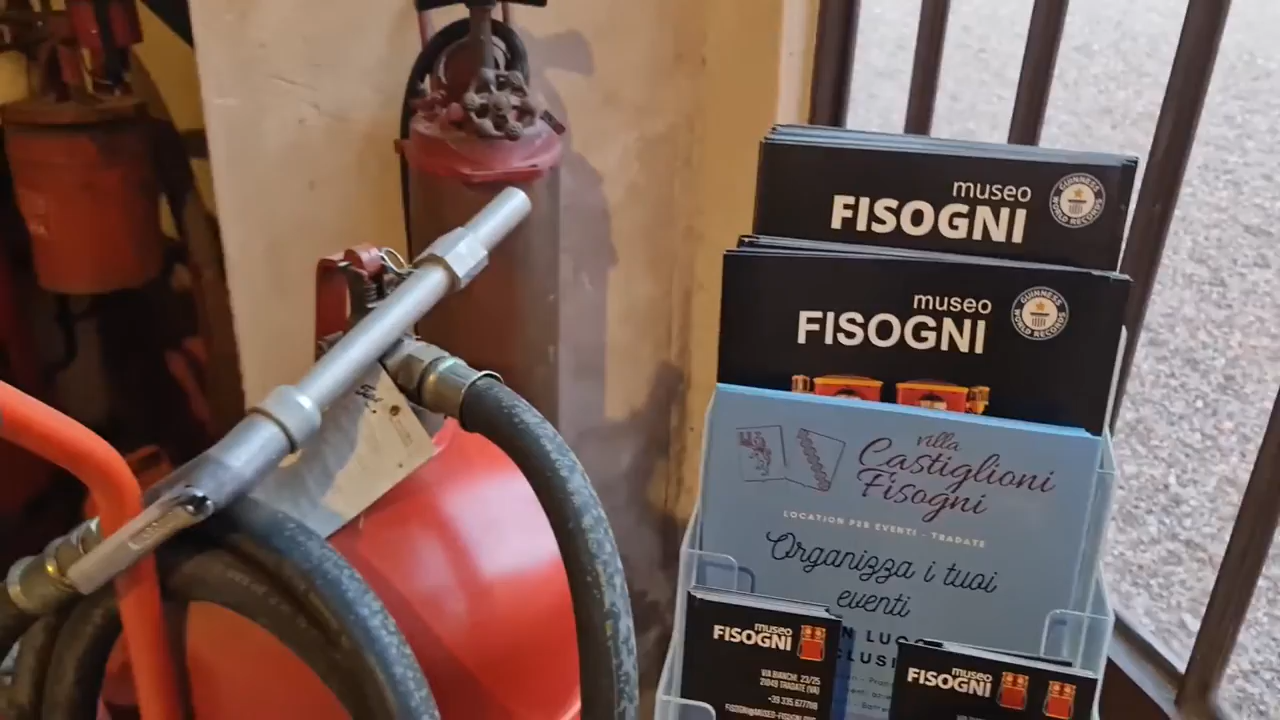 museo
FISOGNI
GUINNESS
WORLD RECORDS
museo
FISOGNI
GUINNESS
WORLD RECORDS
villa
Castiglioni
Fisogni
LOCATION PER EVENTI - TRADATE
Organizza i tuoi
eventi
museo
FISOGNI
VIA BIANCHI, 23/25
21049 TRADATE (VA)
museo
FISOGNI